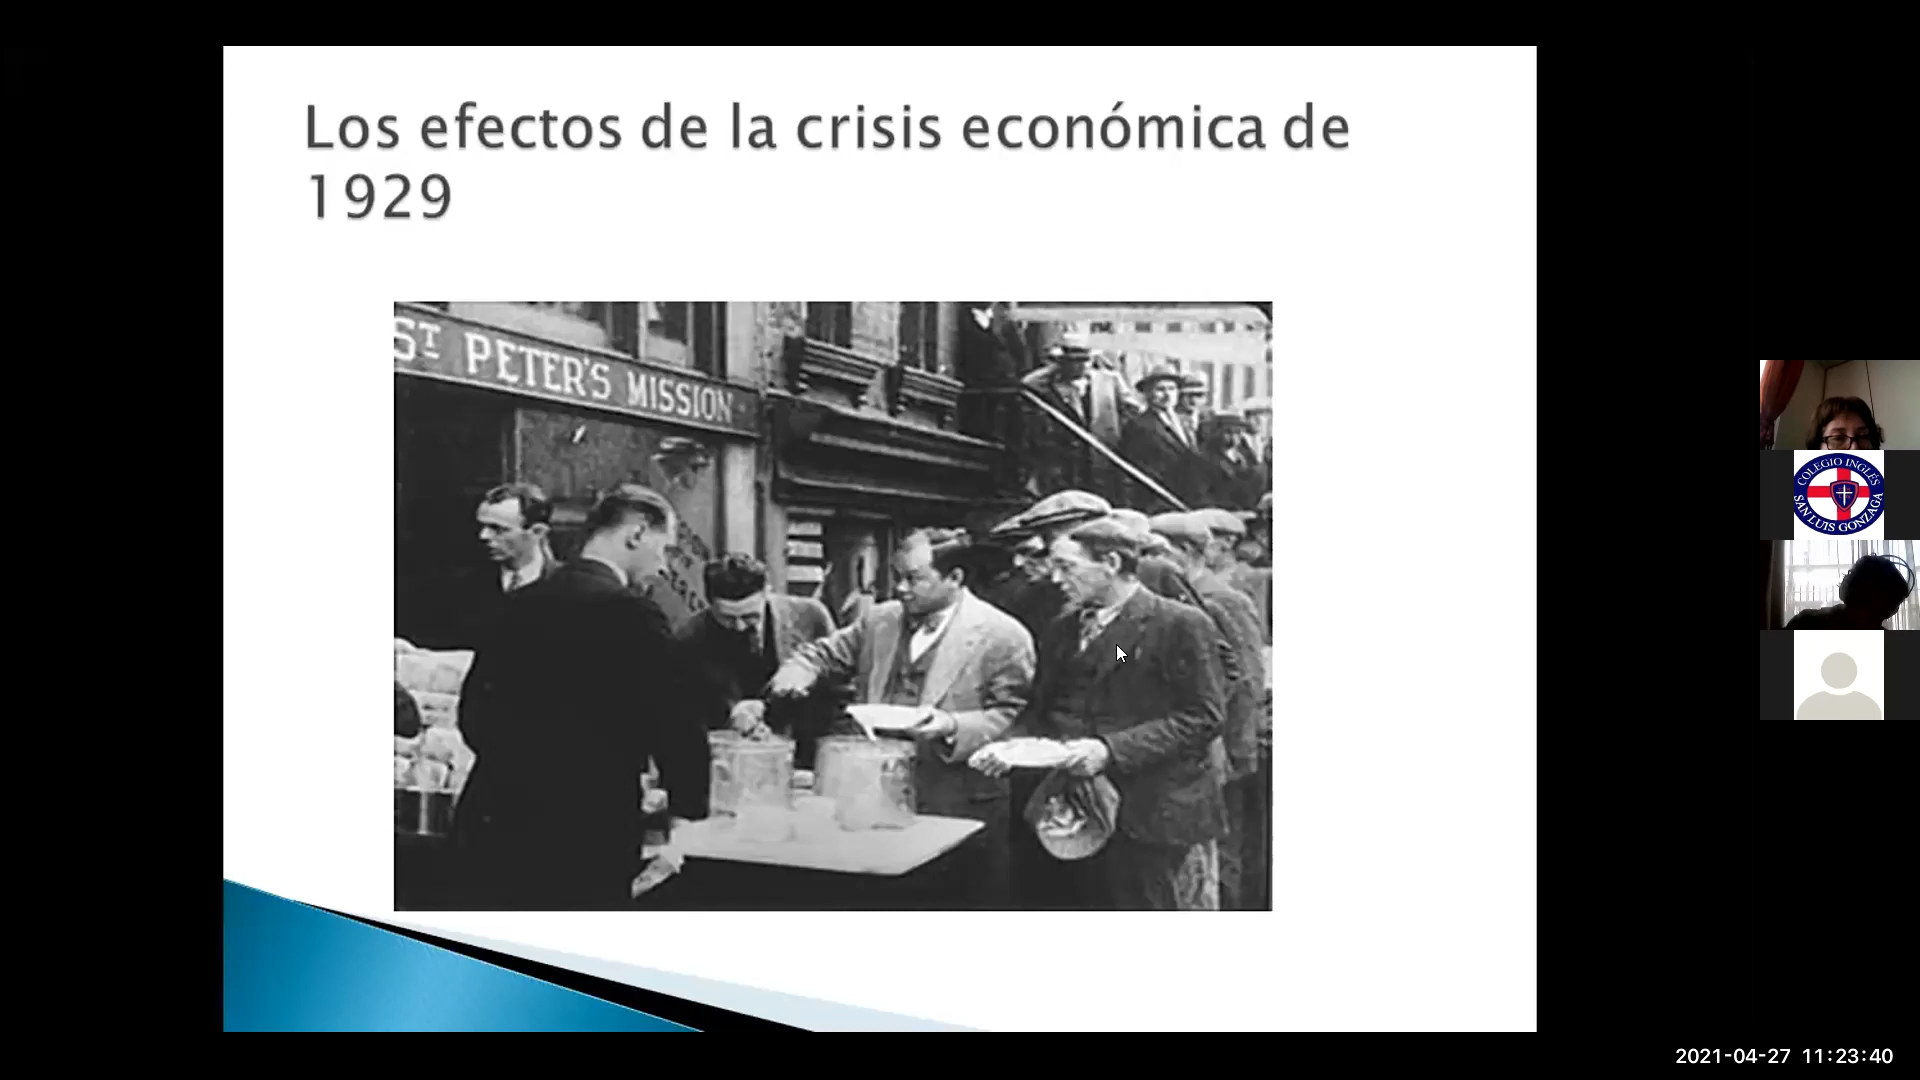 Los efectos de la crisis económica de
1929
ST PETER'S MISSION
COLEGIO INGLÉS
SAN LUIS GONZAGA
2021-04-27 11:23:40